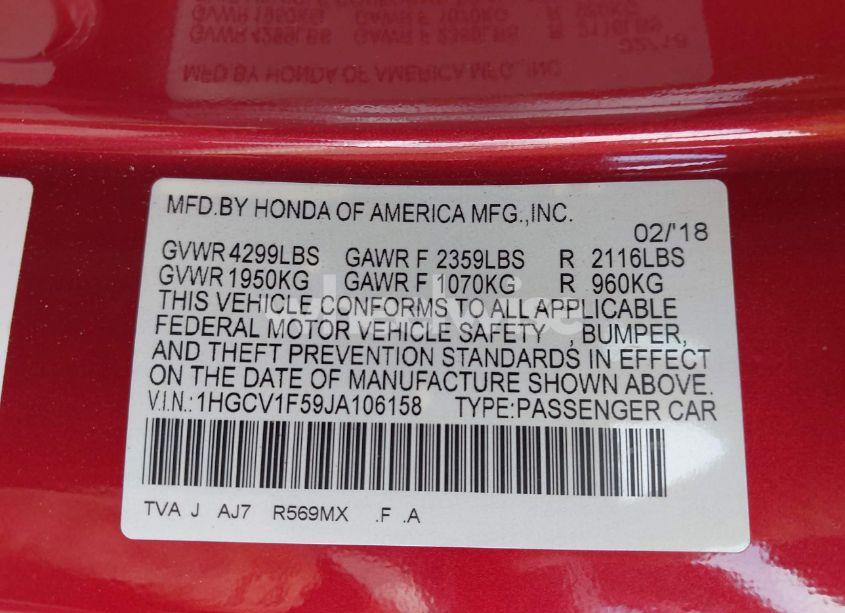 MFD.BY HONDA OF AMERICA MFG.,INC.
02/'18
GVWR 4299LBS GAWR F 2359LBS R 2116LBS
GVWR 1950KG GAWR F 1070KG R 960KG
THIS VEHICLE CONFORMS TO ALL APPLICABLE
FEDERAL MOTOR VEHICLE SAFETY , BUMPER,
AND THEFT PREVENTION STANDARDS IN EFFECT
ON THE DATE OF MANUFACTURE SHOWN ABOVE.
V.I.N.:1HGCV1F59JA106158 TYPE:PASSENGER CAR
TVA J AJ7 R569MX .F .A